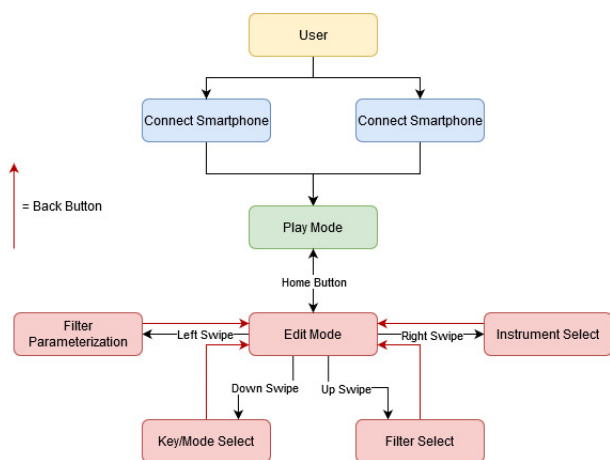 User
Connect Smartphone
Connect Smartphone
= Back Button
Play Mode
Home Button
Filter
Parameterization
Left Swipe
Edit Mode
Right Swipe
Instrument Select
Down Swipe
Up Swipe
Key/Mode Select
Filter Select